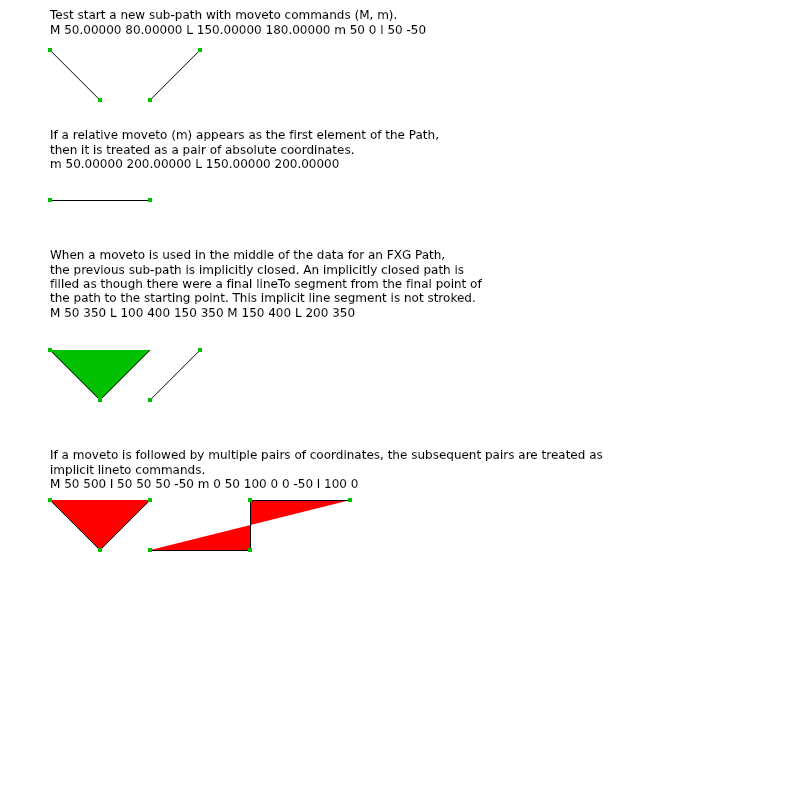 Test start a new sub-path with moveto commands (M, m).
M 50.00000 80.00000 L 150.00000 180.00000 m 50 0 l 50 -50
If a relative moveto (m) appears as the first element of the Path,
then it is treated as a pair of absolute coordinates.
m 50.00000 200.00000 L 150.00000 200.00000
When a moveto is used in the middle of the data for an FXG Path,
the previous sub-path is implicitly closed. An implicitly closed path is
filled as though there were a final lineTo segment from the final point of
the path to the starting point. This implicit line segment is not stroked.
M 50 350 L 100 400 150 350 M 150 400 L 200 350
If a moveto is followed by multiple pairs of coordinates, the subsequent pairs are treated as
implicit lineto commands.
M 50 500 l 50 50 50 -50 m 0 50 100 0 0 -50 l 100 0